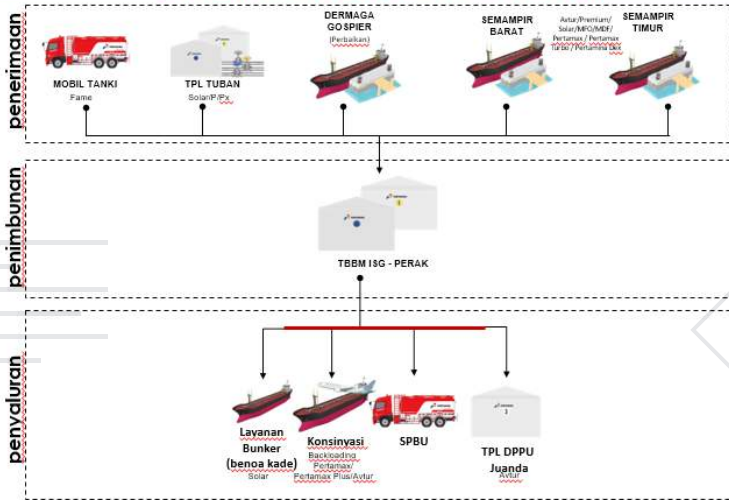 penerimaan
MOBIL TANKI
Fame
TPL TUBAN
Solar/P/Px
DERMAGA
GOSPIER
(Perbaikan)
SEMAMPIR
BARAT
Avtur/Premium/
Solar/MFO/MDF/
Pertamax / Pertamax
Turbo / Pertamina Dex
SEMAMPIR
TIMUR
penimbunan
TBBM ISG - PERAK
penyaluran
Layanan
Bunker
(benoa kade)
Solar
Konsinyasi
Backloading
Pertamax/
Pertamax Plus/Avtur
SPBU
TPL DPPU
Juanda
Avtur